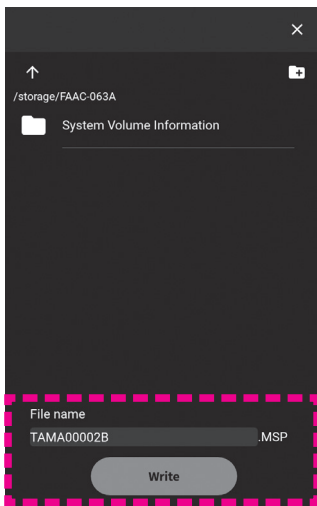 /storage/FAAC-063A
System Volume Information
File name
TAMA00002B .MSP
Write